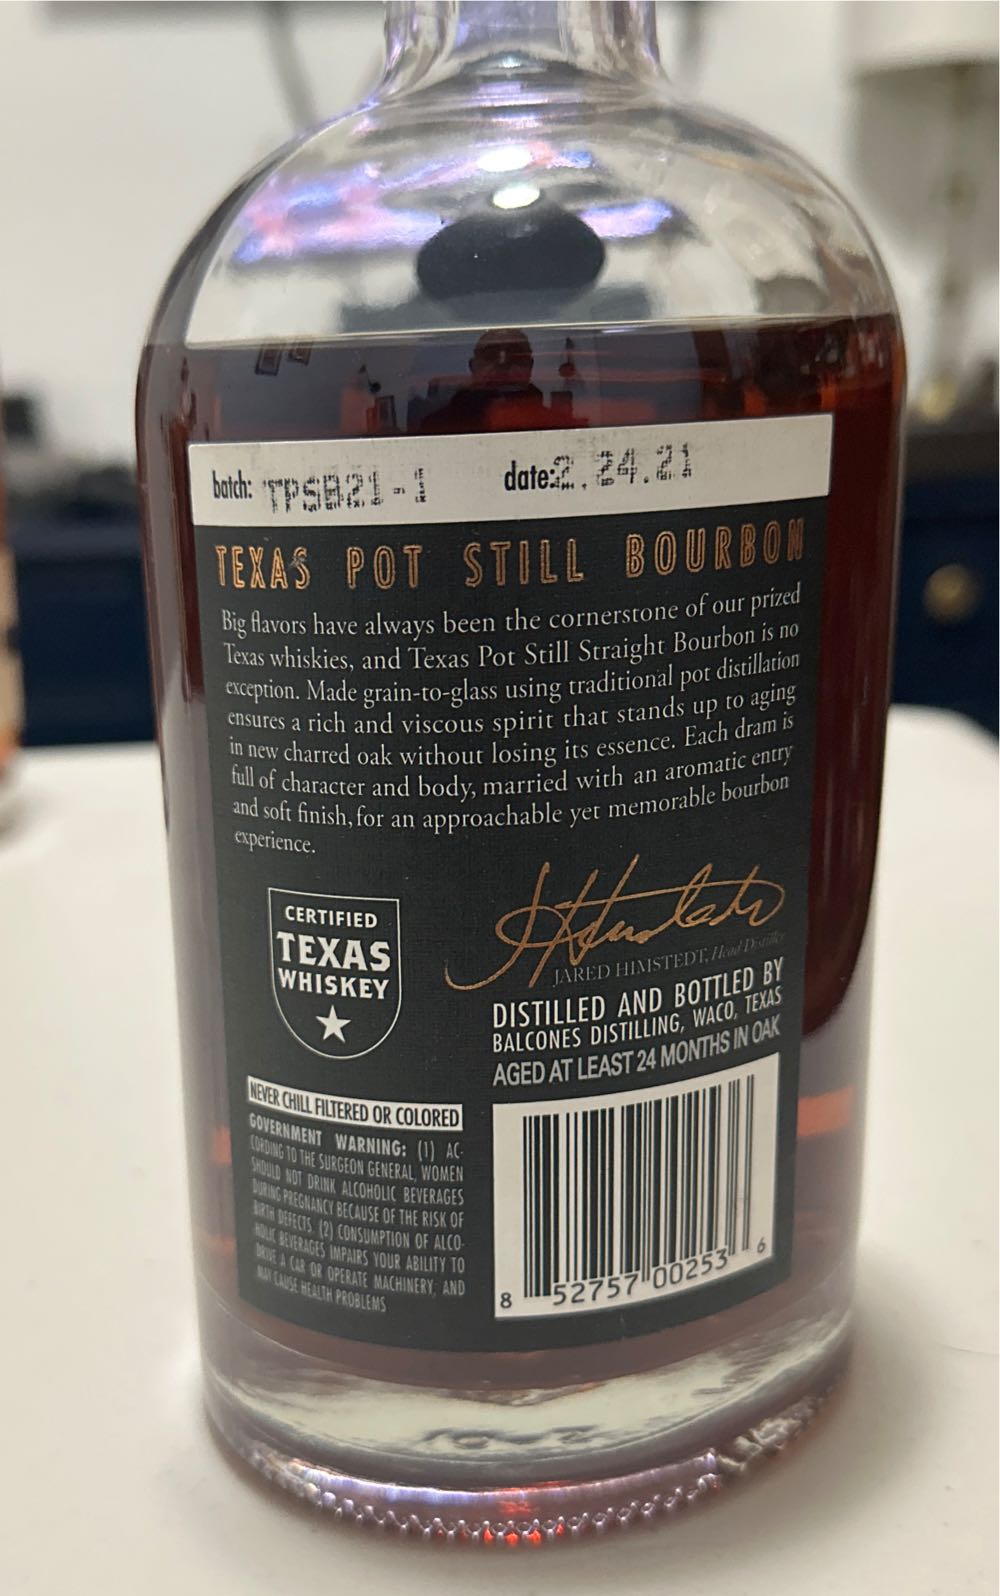 batch: TPSB21-1 date: 2.24.21
TEXAS POT STILL BOURBON
Big flavors have always been the cornerstone of our prized
Texas whiskies, and Texas Pot Still Straight Bourbon is no
exception. Made grain-to-glass using traditional pot distillation
ensures a rich and viscous spirit that stands up to aging
in new charred oak without losing its essence. Each dram is
full of character and body, married with an aromatic entry
and soft finish, for an approachable yet memorable bourbon
experience.
CERTIFIED
TEXAS
WHISKEY
JARED HIMSTEDT, Head Distiller
DISTILLED AND BOTTLED BY
BALCONES DISTILLING, WACO, TEXAS
AGED AT LEAST 24 MONTHS IN OAK
NEVER CHILL FILTERED OR COLORED
GOVERNMENT WARNING: (1) AC-
CORDING TO THE SURGEON GENERAL, WOMEN
SHOULD NOT DRINK ALCOHOLIC BEVERAGES
DURING PREGNANCY BECAUSE OF THE RISK OF
BIRTH DEFECTS. (2) CONSUMPTION OF ALCO-
HOLIC BEVERAGES IMPAIRS YOUR ABILITY TO
DRIVE A CAR OR OPERATE MACHINERY, AND
MAY CAUSE HEALTH PROBLEMS
8 52757 00253 6